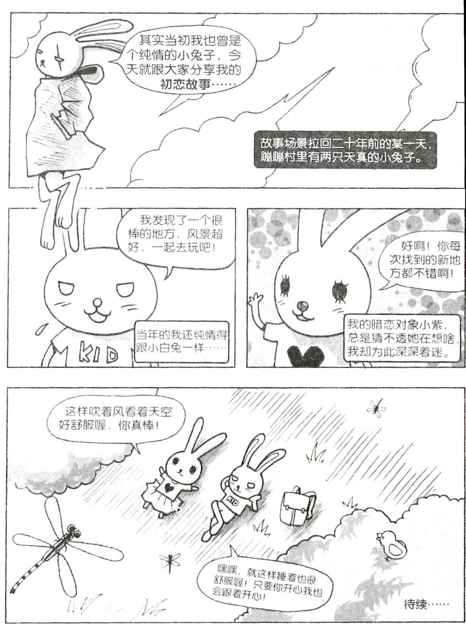 其实当初我也曾是
个纯情的小兔子，今
天就跟大家分享我的
初恋故事……
故事场景拉回二十年前的某一天，
蹦蹦村里有两只天真的小兔子。
我发现了一个很
棒的地方，风景超
好，一起去玩吧！
KID
当年的我还纯情得
跟小白兔一样……
好啊！你每
次找到的新地
方都不错啊！
我的暗恋对象小紫，
总是猜不透她在想啥
我却为此深深着迷。
这样吹着风看着天空
好舒服喔，你真棒！
KID
嘿嘿，就这样睡着也很
舒服喔！只要你开心我也
会跟着开心！
待续……